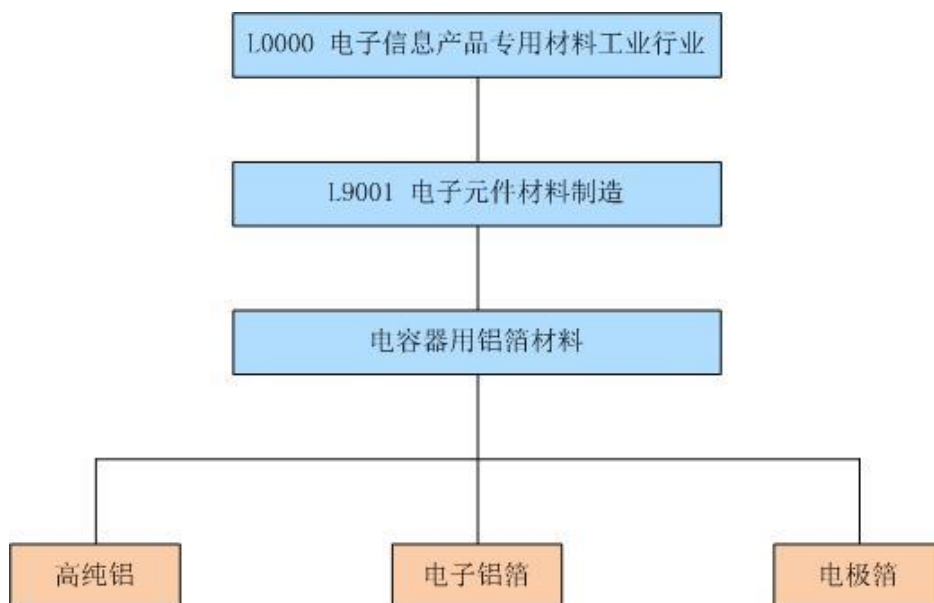 L0000 电子信息产品专用材料工业行业
L9001 电子元件材料制造
电容器用铝箔材料
高纯铝
电子铝箔
电极箔